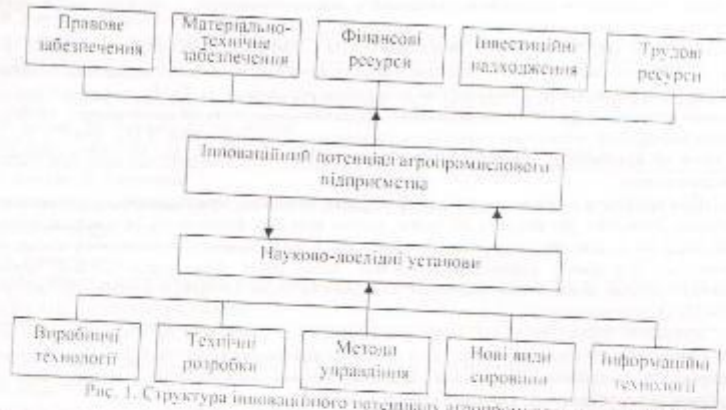 Правове
забезпечення
Матеріально-
технічне
забезпечення
Фінансові
ресурси
Інвестиційні
надходження
Трудові
ресурси
Інноваційний потенціал агропромислового
відприємства
Науково-дослідні установи
Виробничі
технології
Технічні
розробки
Методи
управління
Нові види
сировини
Інформаційні
технології
Рис. 1. Структура інноваційного потенціалу